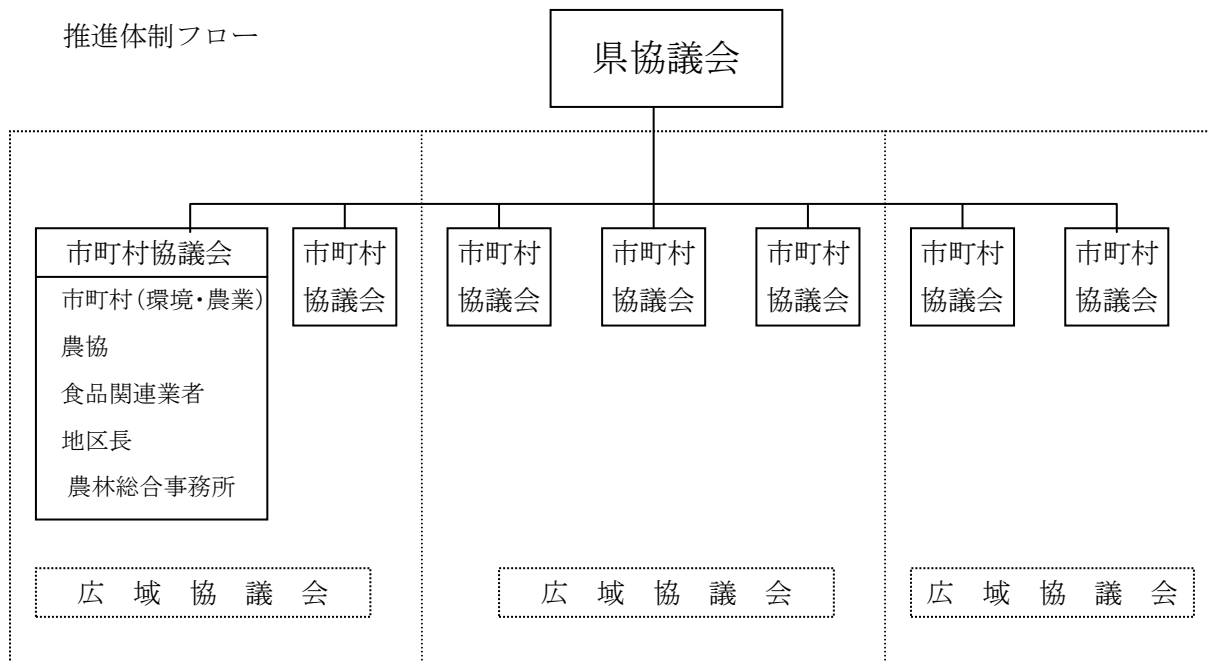 推進体制フロー
県協議会
市町村協議会
市町村(環境・農業)
農協
食品関連業者
地区長
農林総合事務所
市町村
協議会
市町村
協議会
市町村
協議会
市町村
協議会
市町村
協議会
市町村
協議会
広域協議会
広域協議会
広域協議会